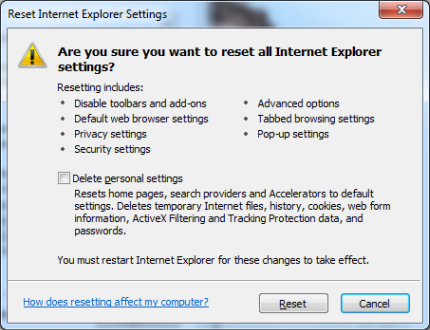 Reset Internet Explorer Settings
Are you sure you want to reset all Internet Explorer
settings?
Resetting includes:
• Disable toolbars and add-ons
• Default web browser settings
• Privacy settings
• Security settings
• Advanced options
• Tabbed browsing settings
• Pop-up settings
Delete personal settings
Resets home pages, search providers and Accelerators to default
settings. Deletes temporary Internet files, history, cookies, web form
information, ActiveX Filtering and Tracking Protection data, and
passwords.
You must restart Internet Explorer for these changes to take effect.
How does resetting affect my computer?
Reset
Cancel